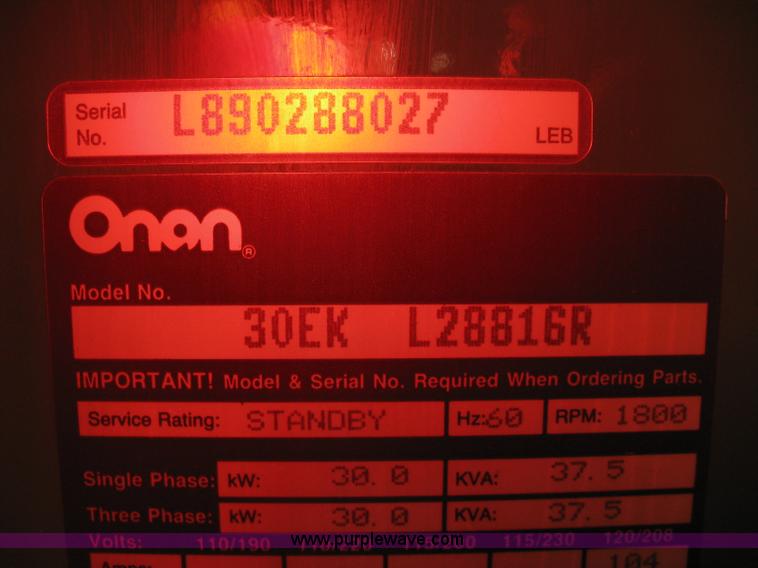 Serial No. L890288027 LEB
Onan ®
Model No.
30EK L28816R
IMPORTANT! Model & Serial No. Required When Ordering Parts.
Service Rating: STANDBY Hz: 60 RPM: 1800
Single Phase: kW: 30.0 KVA: 37.5
Three Phase: kW: 30.0 KVA: 37.5
Volts: 110/190 115/230 120/208
www.purplewave.com
Amps: 104